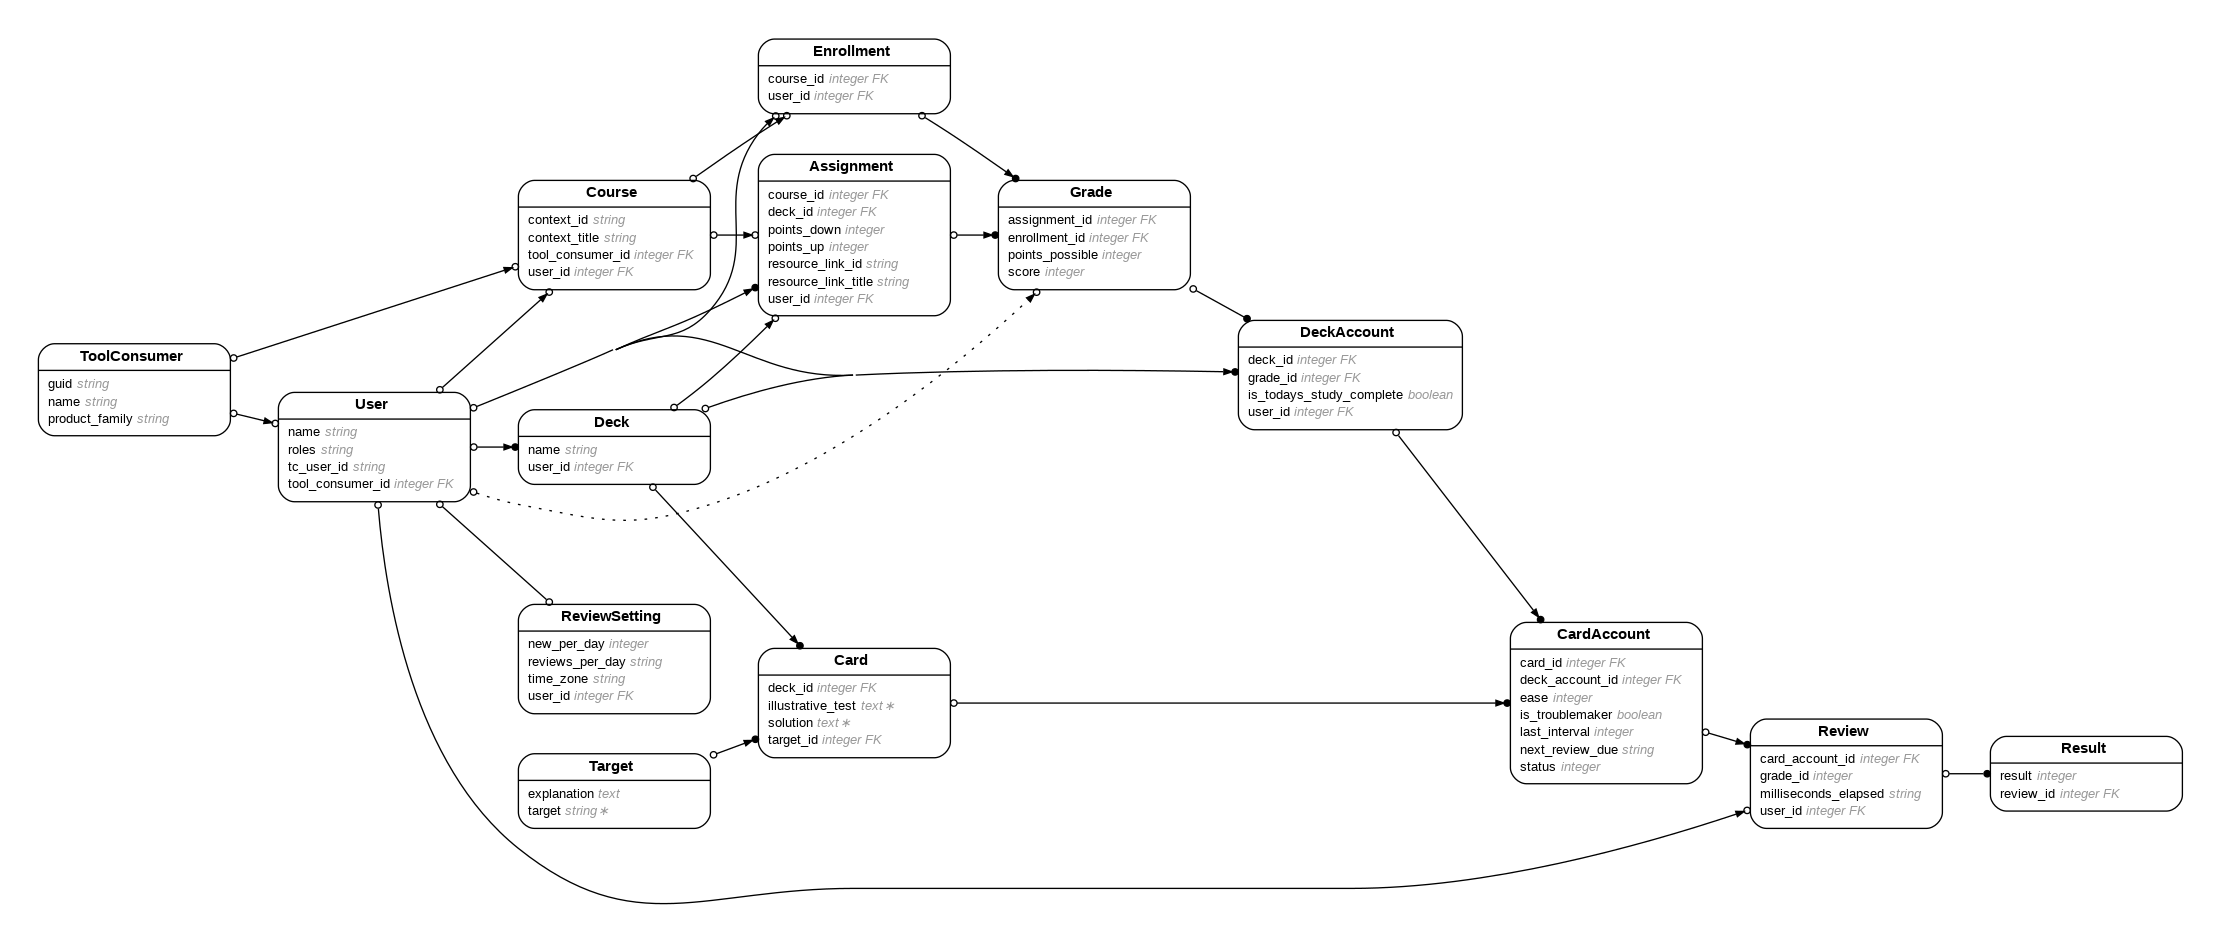 Enrollment
course_id integer FK
user_id integer FK
Assignment
course_id integer FK
deck_id integer FK
points_down integer
points_up integer
resource_link_id string
resource_link_title string
user_id integer FK
Course
context_id string
context_title string
tool_consumer_id integer FK
user_id integer FK
Grade
assignment_id integer FK
enrollment_id integer FK
points_possible integer
score integer
DeckAccount
deck_id integer FK
grade_id integer FK
is_todays_study_complete boolean
user_id integer FK
ToolConsumer
guid string
name string
product_family string
User
name string
roles string
tc_user_id string
tool_consumer_id integer FK
Deck
name string
user_id integer FK
ReviewSetting
new_per_day integer
reviews_per_day string
time_zone string
user_id integer FK
Card
deck_id integer FK
illustrative_test text∗
solution text∗
target_id integer FK
Target
explanation text
target string∗
CardAccount
card_id integer FK
deck_account_id integer FK
ease integer
is_troublemaker boolean
last_interval integer
next_review_due string
status integer
Review
card_account_id integer FK
grade_id integer
milliseconds_elapsed string
user_id integer FK
Result
result integer
review_id integer FK